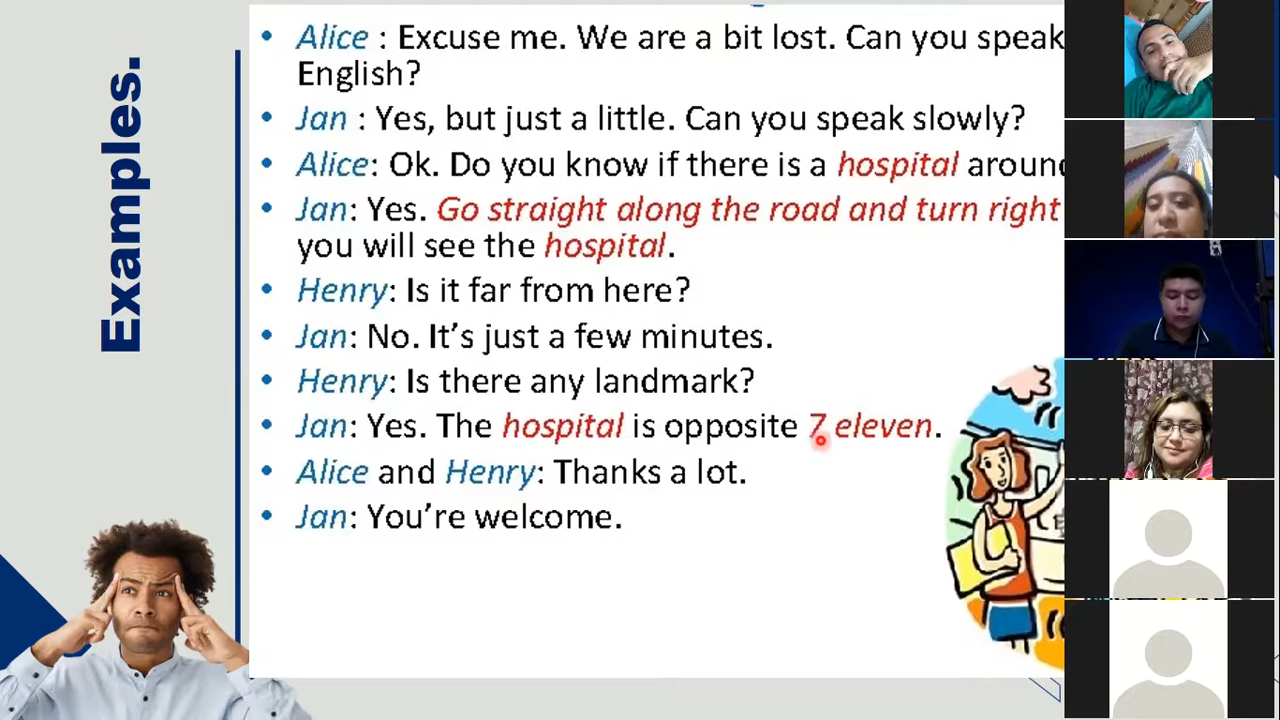 Examples.
• Alice : Excuse me. We are a bit lost. Can you speak
English?
• Jan : Yes, but just a little. Can you speak slowly?
• Alice: Ok. Do you know if there is a hospital around
• Jan: Yes. Go straight along the road and turn right
you will see the hospital.
• Henry: Is it far from here?
• Jan: No. It’s just a few minutes.
• Henry: Is there any landmark?
• Jan: Yes. The hospital is opposite 7 eleven.
• Alice and Henry: Thanks a lot.
• Jan: You’re welcome.